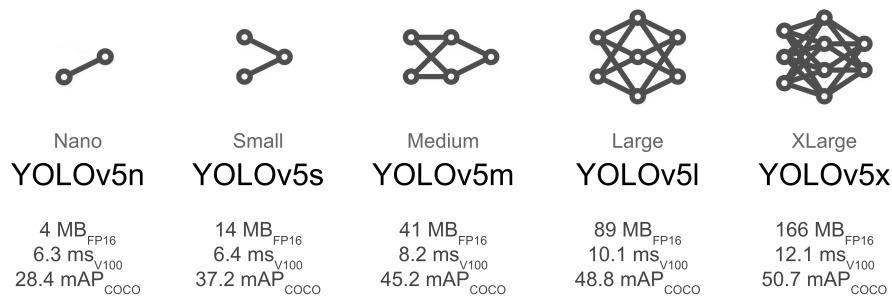 Nano
YOLOv5n
4 MB FP16
6.3 ms V100
28.4 mAP COCO
Small
YOLOv5s
14 MB FP16
6.4 ms V100
37.2 mAP COCO
Medium
YOLOv5m
41 MB FP16
8.2 ms V100
45.2 mAP COCO
Large
YOLOv5l
89 MB FP16
10.1 ms V100
48.8 mAP COCO
XLarge
YOLOv5x
166 MB FP16
12.1 ms V100
50.7 mAP COCO